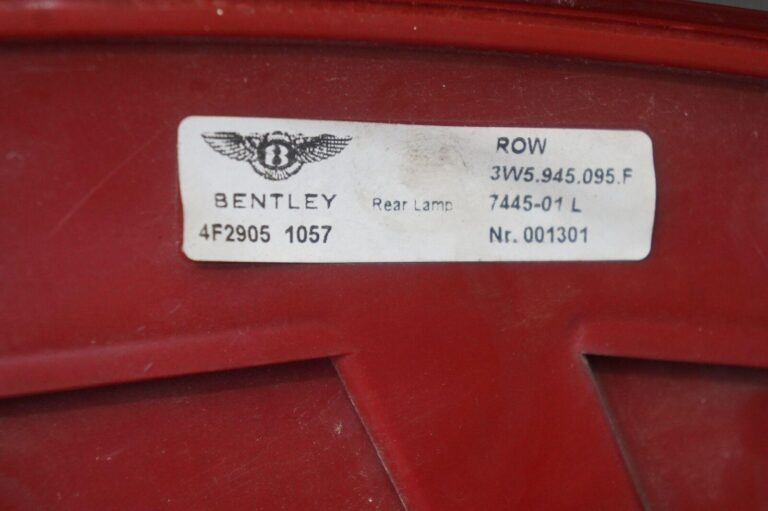 B
BENTLEY
4F2905 1057
Rear Lamp
ROW
3W5.945.095.F
7445-01 L
Nr. 001301